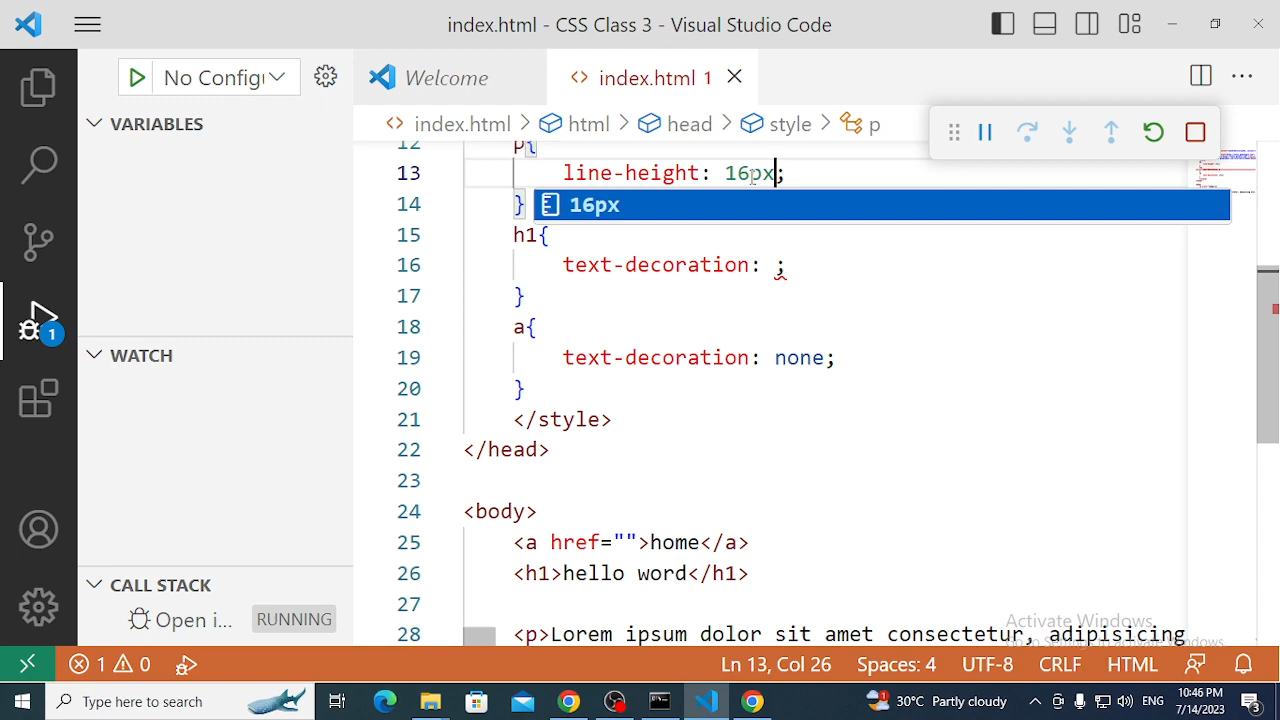 index.html - CSS Class 3 - Visual Studio Code
No Config
Welcome
index.html 1
VARIABLES
index.html > html > head > style > p
12 p{
13 line-height: 16px;
16px
14 }
15 h1{
16 text-decoration: ;
17 }
18 a{
19 text-decoration: none;
20 }
21 </style>
22 </head>
23
24 <body>
25 <a href="">home</a>
26 <h1>hello word</h1>
27
28 <p>Lorem ipsum dolor sit amet consectetur, adipisicing
WATCH
CALL STACK
Open i... RUNNING
1
Activate Windows
1 0
Ln 13, Col 26 Spaces: 4 UTF-8 CRLF HTML
Type here to search
30°C Partly cloudy
ENG
10:46 PM
7/14/2023
3